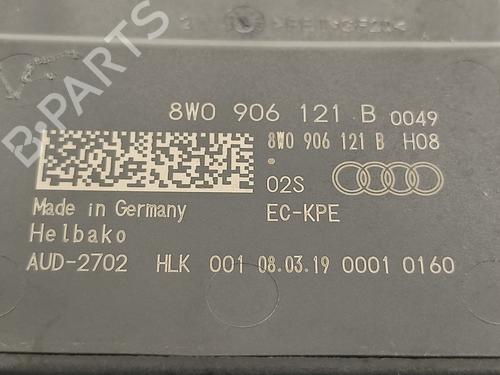 8W0 906 121 B 0049
8W0 906 121 B H08
02S
Made in Germany EC-KPE
Helbako
AUD-2702 HLK 001 08.03.19 0001 0160
B-PARTS